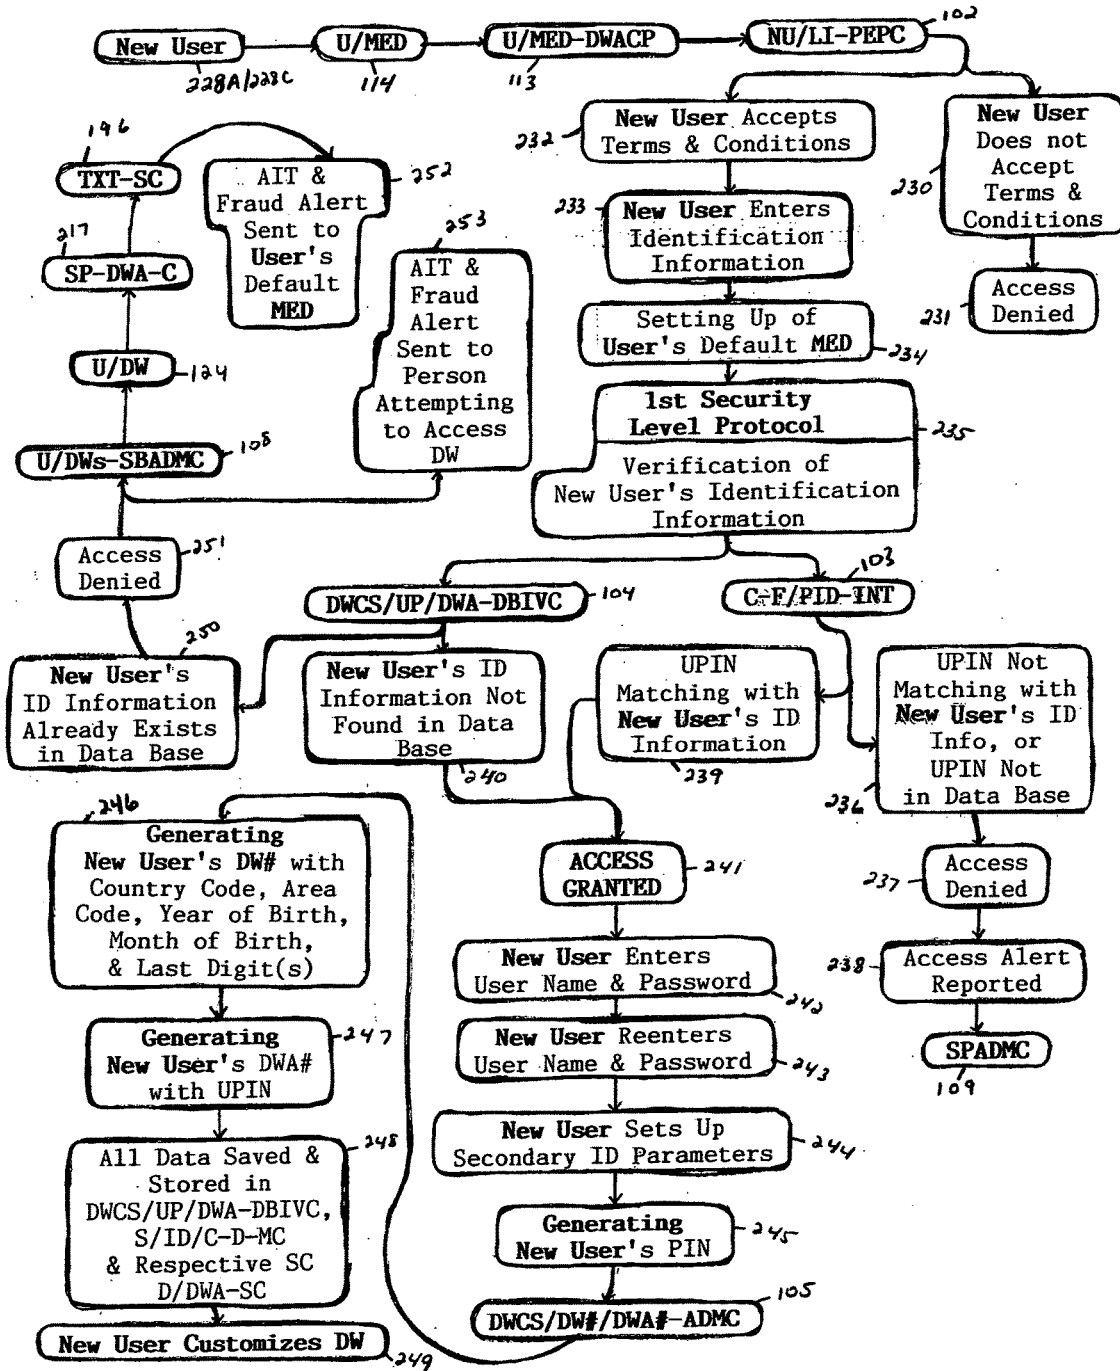 New User
U/MED
U/MED-DWACP
NU/LI-PEPC
102
228A/228C
114
113
196
TXT-SC
AIT &
Fraud Alert
Sent to
User's
Default
MED
252
232
New User Accepts
Terms & Conditions
New User
Does not
Accept
Terms &
Conditions
230
217
SP-DWA-C
253
AIT &
Fraud
Alert
Sent to
Person
Attempting
to Access
DW
233
New User Enters
Identification
Information
Access
Denied
231
U/DW
124
Setting Up of
User's Default MED
234
1st Security
Level Protocol
235
Verification of
New User's Identification
Information
U/DWs-SBADMC
108
Access
Denied
251
DWCS/UP/DWA-DBIVC
104
103
C-F/PID-INT
250
New User's
ID Information
Already Exists
in Data Base
New User's ID
Information Not
Found in Data
Base
240
UPIN
Matching with
New User's ID
Information
239
UPIN Not
Matching with
New User's ID
Info, or
UPIN Not
in Data Base
236
246
Generating
New User's DW# with
Country Code, Area
Code, Year of Birth,
Month of Birth,
& Last Digit(s)
ACCESS
GRANTED
241
237
Access
Denied
New User Enters
User Name & Password
242
238
Access Alert
Reported
Generating
New User's DWA#
with UPIN
247
New User Reenters
User Name & Password
243
SPADMC
109
All Data Saved &
Stored in
DWCS/UP/DWA-DBIVC,
S/ID/C-D-MC
& Respective SC
D/DWA-SC
248
New User Sets Up
Secondary ID Parameters
244
Generating
New User's PIN
245
DWCS/DW#/DWA#-ADMC
105
New User Customizes DW
249